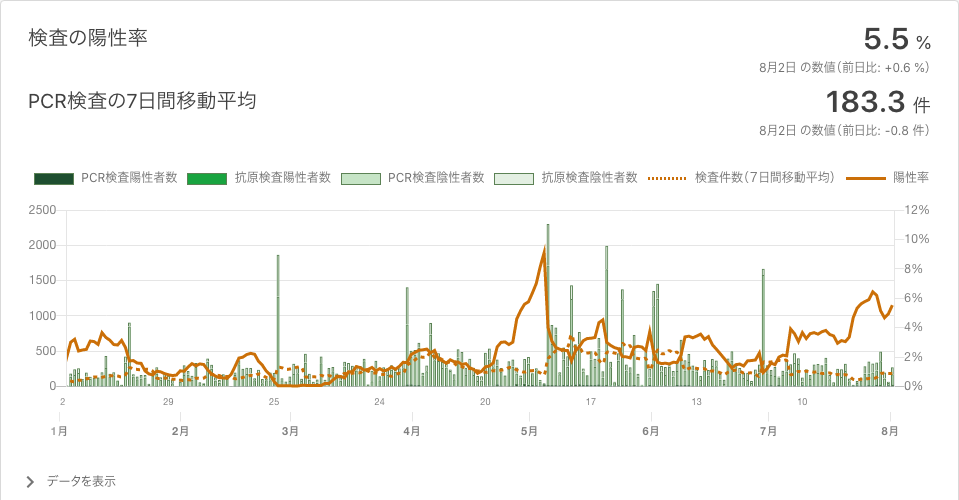 検査の陽性率
5.5 %
8月2日 の数値（前日比: +0.6 %）
PCR検査の7日間移動平均
183.3 件
8月2日 の数値（前日比: -0.8 件）
PCR検査陽性者数 抗原検査陽性者数 PCR検査陰性者数 抗原検査陰性者数 検査件数（7日間移動平均） 陽性率
2500 12%
10%
2000
8%
1500
6%
1000
4%
500
2%
0 0%
2 29 25 24 20 17 13 10
1月 2月 3月 4月 5月 6月 7月 8月
データを表示